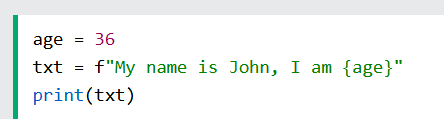 age = 36
txt = f"My name is John, I am {age}"
print(txt)